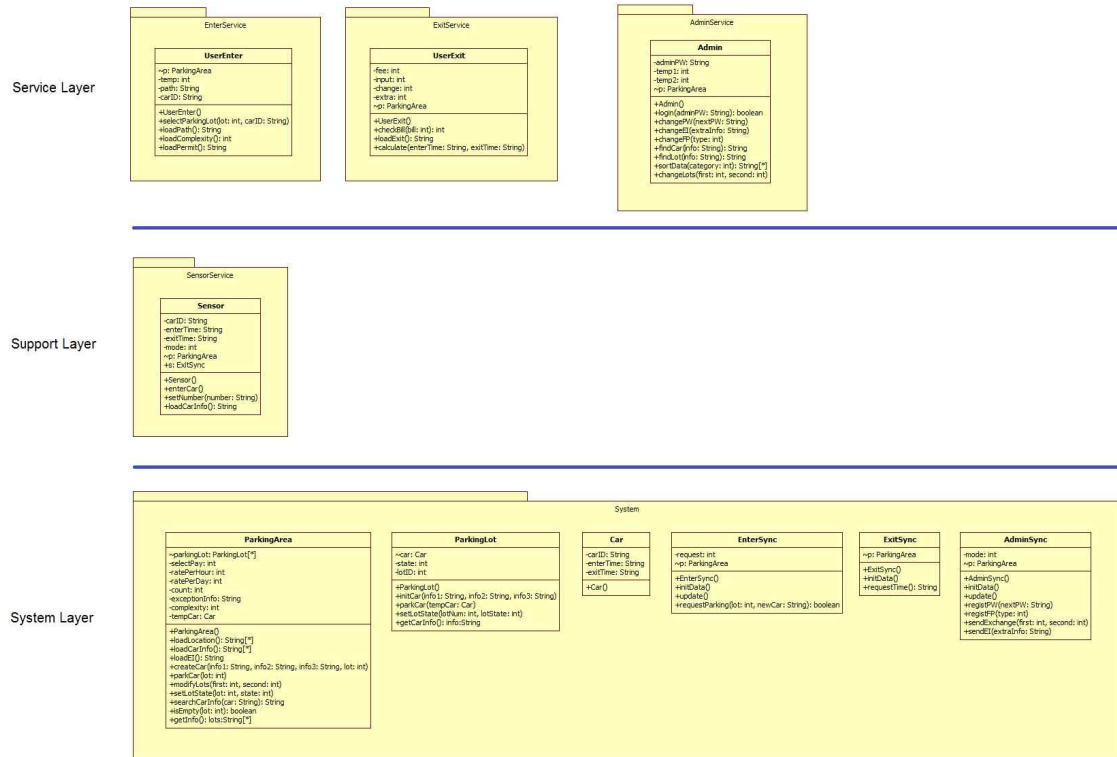 Service Layer
EnterService
UserEnter
~p: ParkingArea
-temp: int
-path: String
-carID: String
+UserEnter()
+selectParkingLot(lot: int, carID: String)
+loadPath(): String
+loadComplexity(): int
+loadPermit(): String
ExitService
UserExit
-fee: int
-input: int
-change: int
-extra: int
~p: ParkingArea
+UserExit()
+checkBill(bill: int): int
+loadExit(): String
+calculate(enterTime: String, exitTime: String)
AdminService
Admin
-adminPW: String
-temp1: int
-temp2: int
~p: ParkingArea
+Admin()
+login(adminPW: String): boolean
+changePW(nextPW: String)
+changeEI(extraInfo: String)
+changeFP(type: int)
+findCar(info: String): String
+findLot(info: String): String
+sortData(category: int): String[*]
+changeLots(first: int, second: int)
Support Layer
SensorService
Sensor
-carID: String
-enterTime: String
-exitTime: String
-mode: int
~p: ParkingArea
+s: ExitSync
+Sensor()
+enterCar()
+setNumber(number: String)
+loadCarInfo(): String
System Layer
System
ParkingArea
~parkingLot: ParkingLot[*]
-selectPay: int
-ratePerHour: int
-ratePerDay: int
-count: int
-exceptionInfo: String
-complexity: int
-tempCar: Car
+ParkingArea()
+loadLocation(): String[*]
+loadCarInfo(): String[*]
+loadEI(): String
+createCar(info1: String, info2: String, info3: String, lot: int)
+parkCar(lot: int)
+modifyLots(first: int, second: int)
+setLotState(lot: int, state: int)
+searchCarInfo(car: String): String
+isEmpty(lot: int): boolean
+getInfo(): lots:String[*]
ParkingLot
~car: Car
-state: int
-lotID: int
+ParkingLot()
+initCar(info1: String, info2: String, info3: String)
+parkCar(tempCar: Car)
+setLotState(lotNum: int, lotState: int)
+getCarInfo(): info:String
Car
-carID: String
-enterTime: String
-exitTime: String
+Car()
EnterSync
-request: int
~p: ParkingArea
+EnterSync()
+initData()
+update()
+requestParking(lot: int, newCar: String): boolean
ExitSync
~p: ParkingArea
+ExitSync()
+initData()
+requestTime(): String
AdminSync
-mode: int
~p: ParkingArea
+AdminSync()
+initData()
+update()
+registPW(nextPW: String)
+registFP(type: int)
+sendExchange(first: int, second: int)
+sendEI(extraInfo: String)